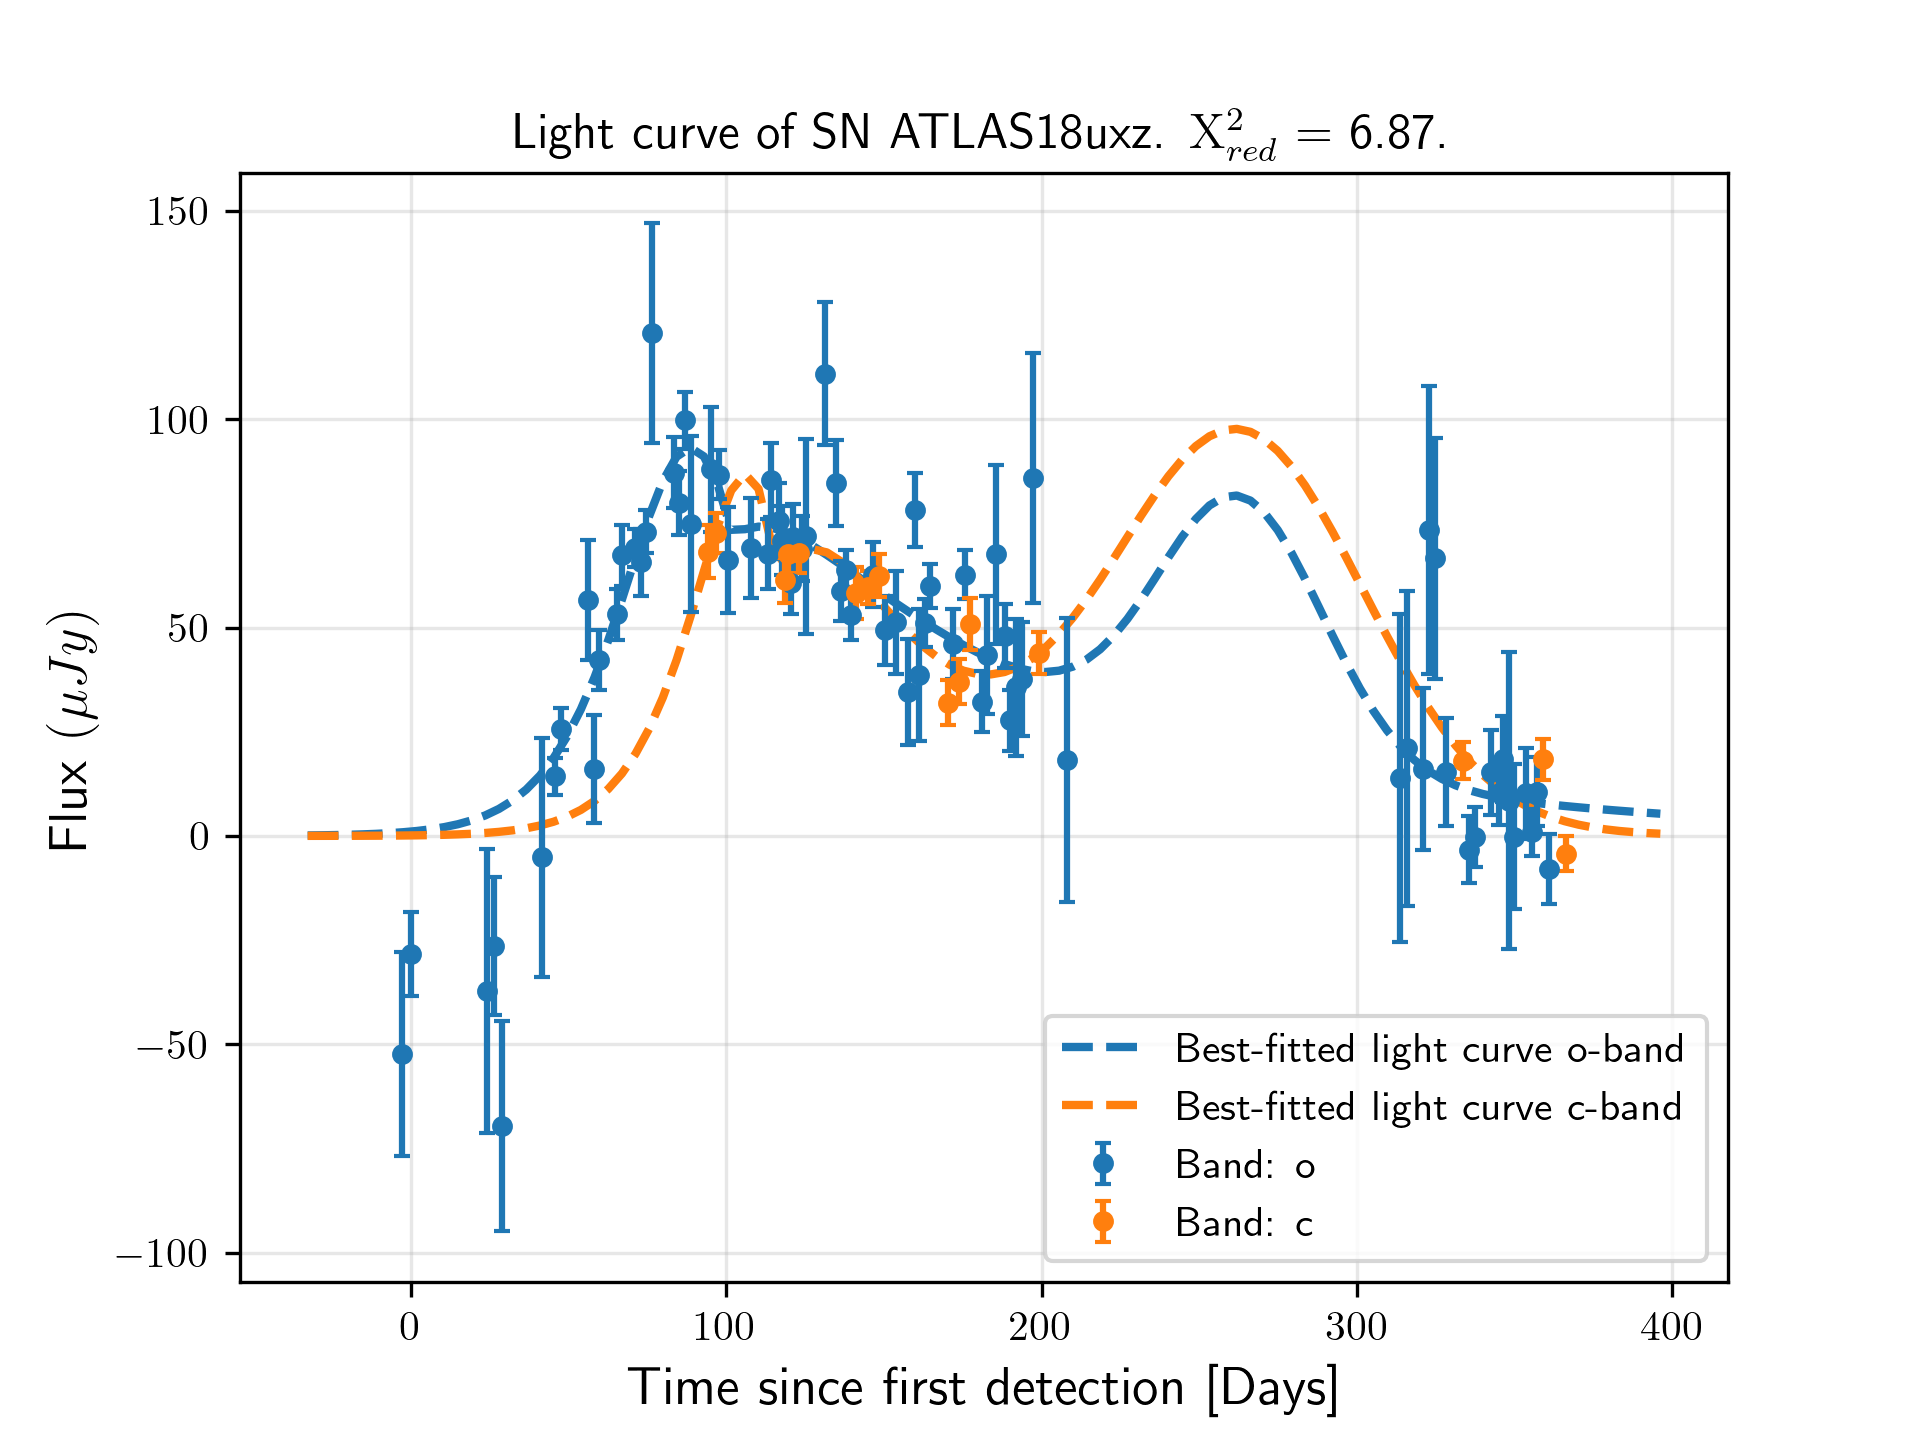 Light curve of SN ATLAS18uxz. X²_red = 6.87.
150
100
50
0
−50
−100
Flux (μJy)
0 100 200 300 400
Time since first detection [Days]
Best-fitted light curve o-band
Best-fitted light curve c-band
Band: o
Band: c